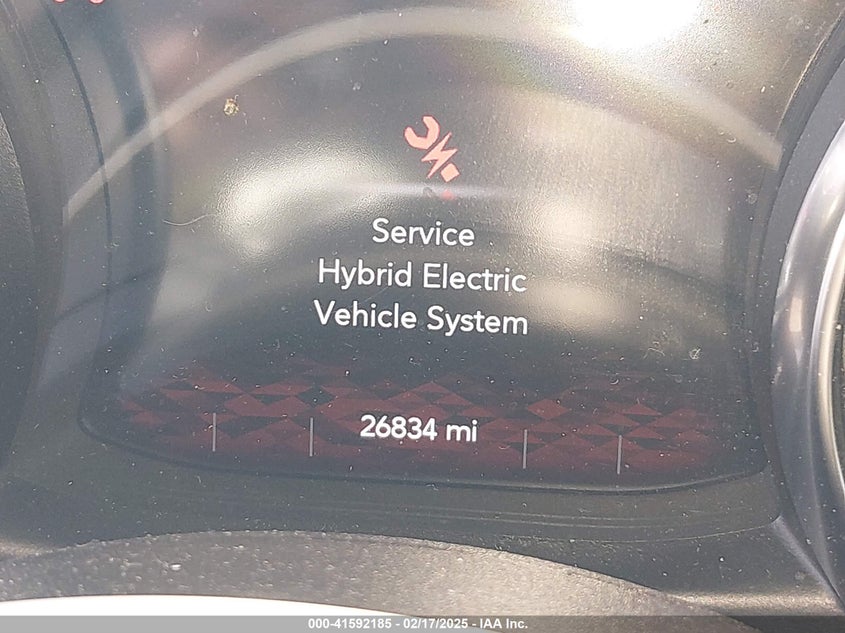 Service
Hybrid Electric
Vehicle System
26834 mi
000-41592185 - 02/17/2025 - IAA Inc.